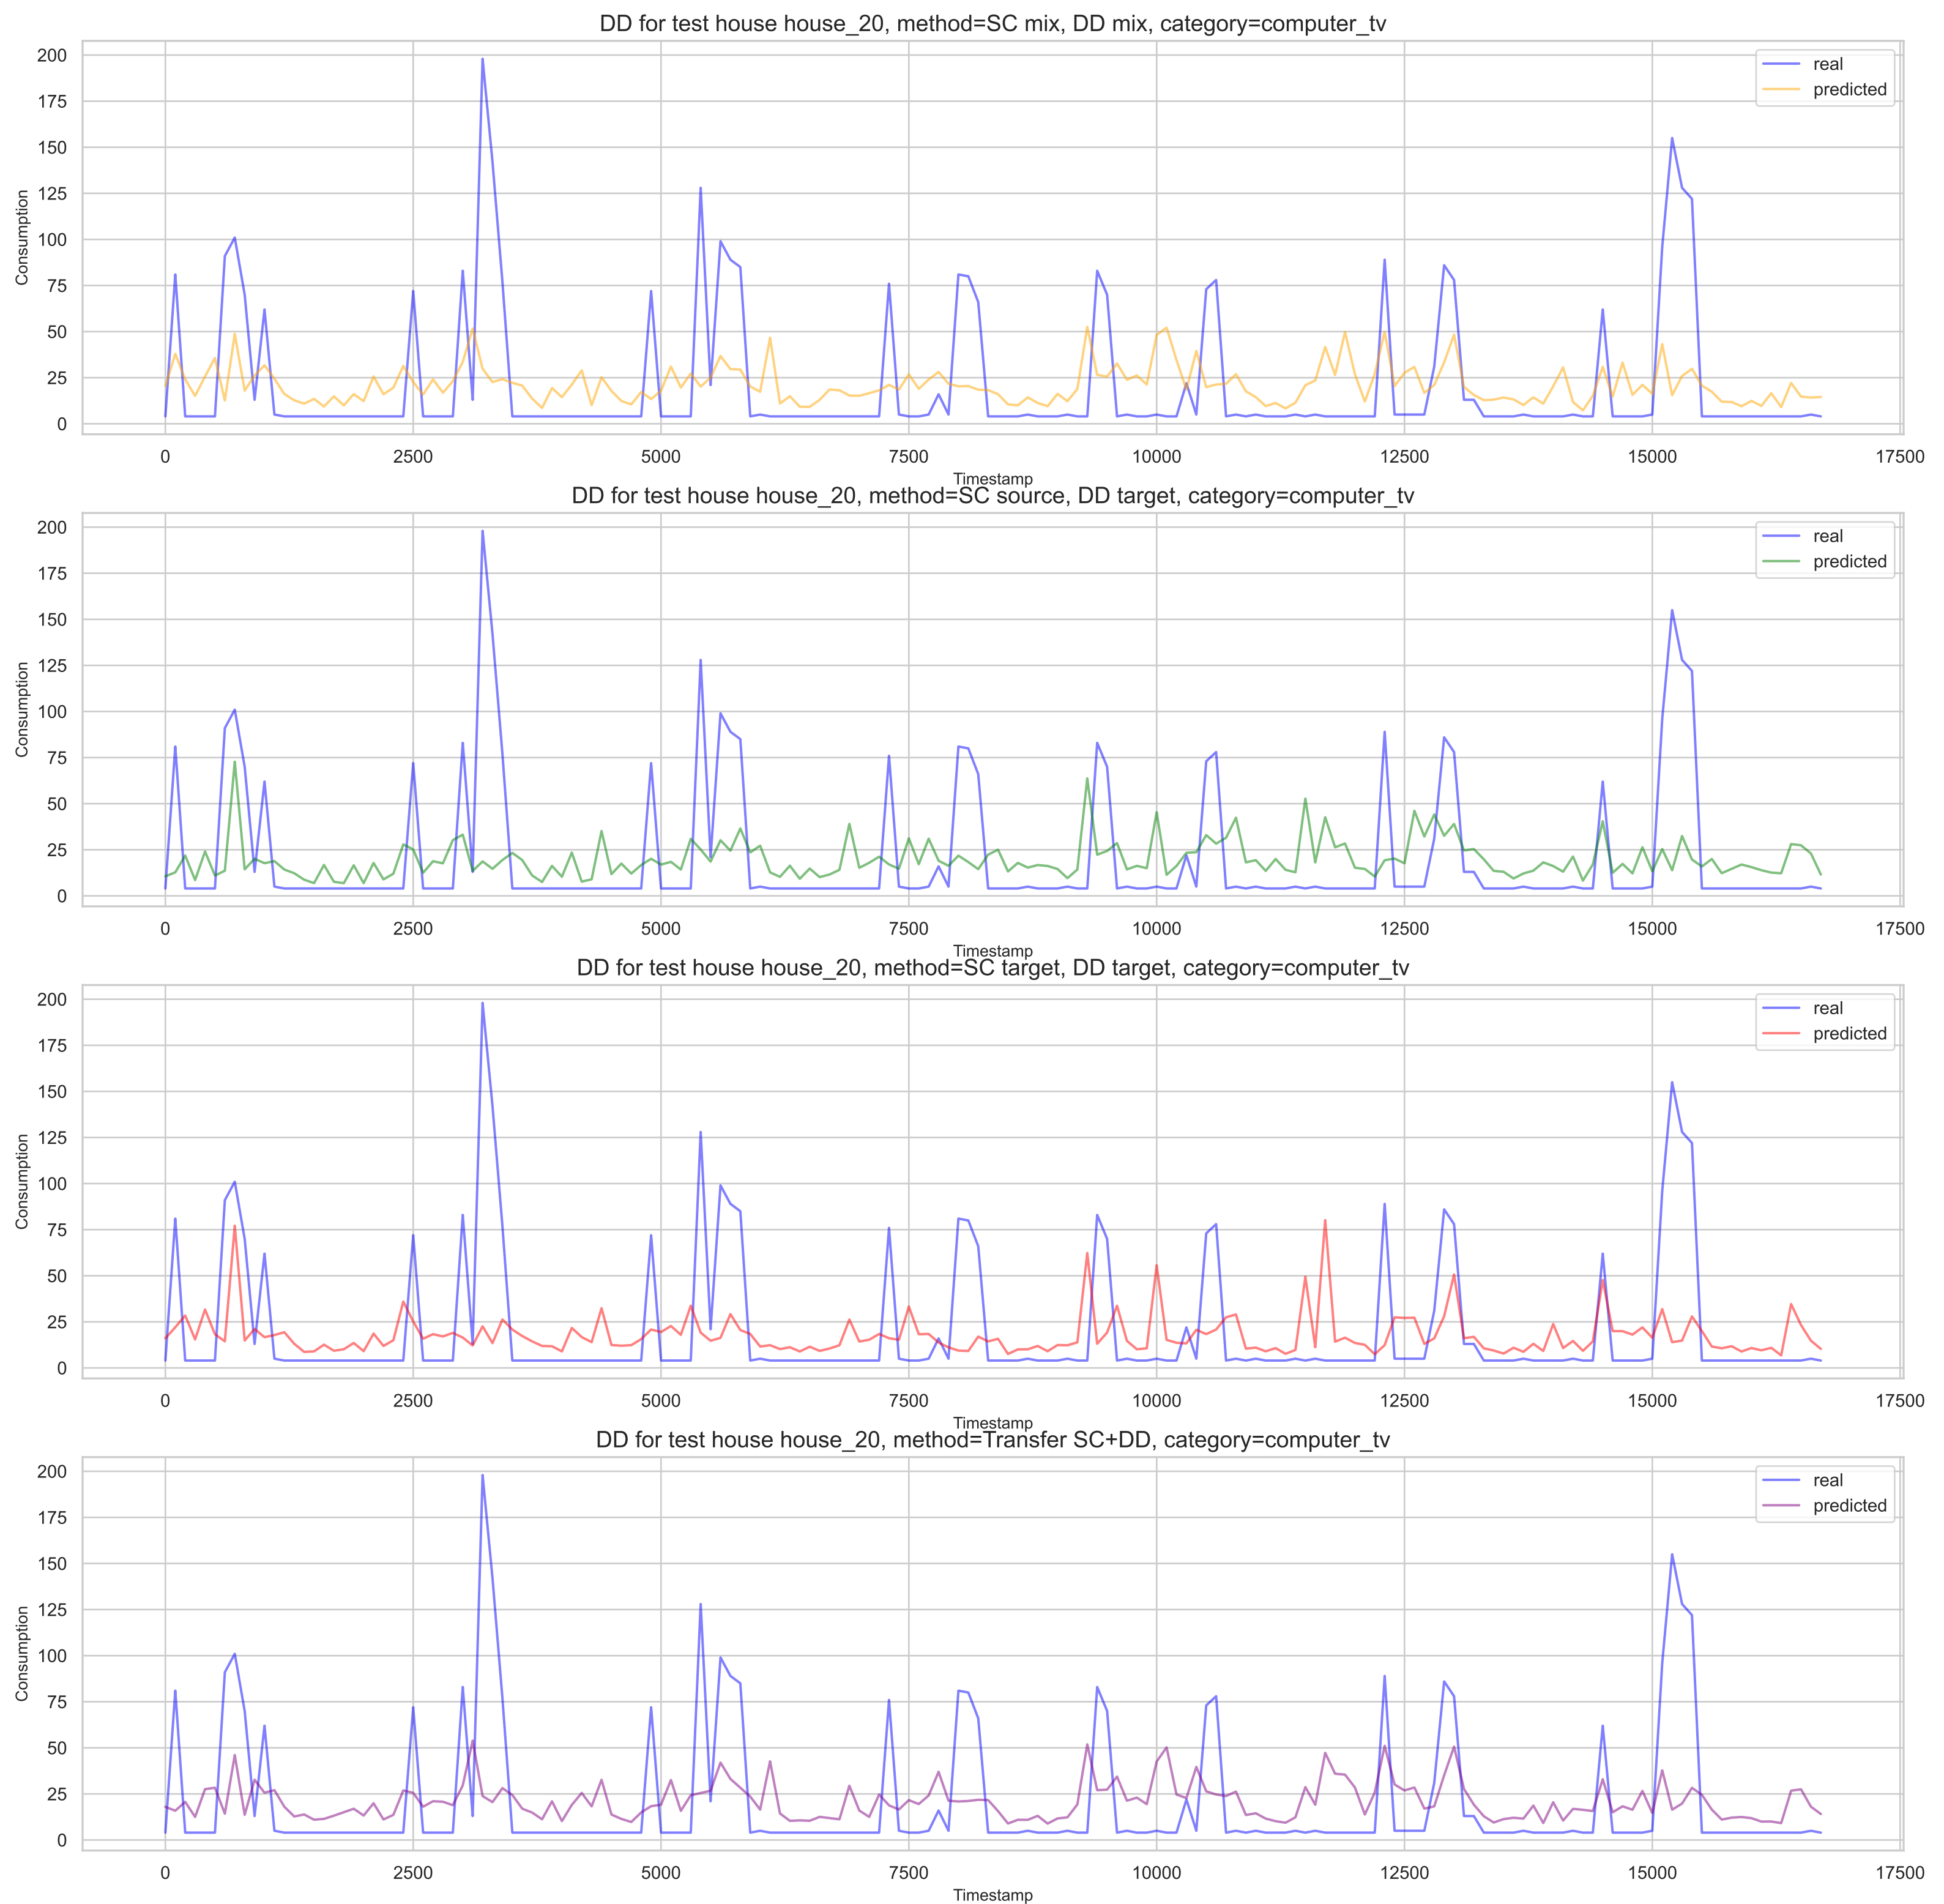 DD for test house house_20, method=SC mix, DD mix, category=computer_tv
200
175
150
125
100
75
50
25
0
Consumption
real
predicted
0 2500 5000 7500 10000 12500 15000 17500
Timestamp
DD for test house house_20, method=SC source, DD target, category=computer_tv
200
175
150
125
100
75
50
25
0
Consumption
real
predicted
0 2500 5000 7500 10000 12500 15000 17500
Timestamp
DD for test house house_20, method=SC target, DD target, category=computer_tv
200
175
150
125
100
75
50
25
0
Consumption
real
predicted
0 2500 5000 7500 10000 12500 15000 17500
Timestamp
DD for test house house_20, method=Transfer SC+DD, category=computer_tv
200
175
150
125
100
75
50
25
0
Consumption
real
predicted
0 2500 5000 7500 10000 12500 15000 17500
Timestamp